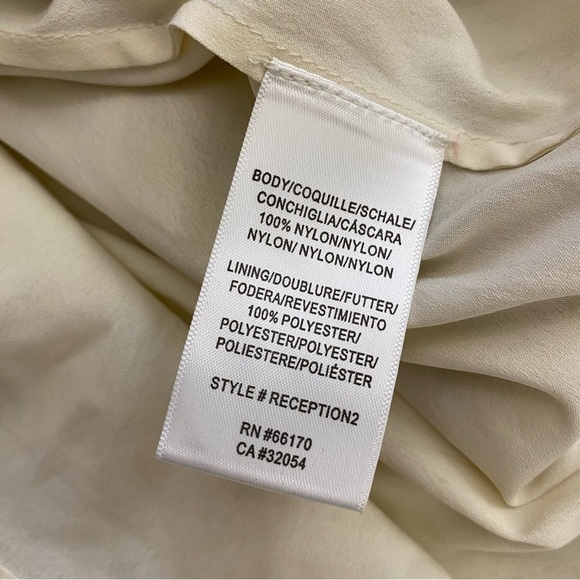 BODY/COQUILLE/SCHALE/
CONCHIGLIA/CÁSCARA
100% NYLON/NYLON/
NYLON/ NYLON/NYLON
LINING/DOUBLURE/FUTTER/
FODERA/REVESTIMIENTO
100% POLYESTER/
POLYESTER/POLYESTER/
POLIESTERE/POLIÉSTER
STYLE # RECEPTION2
RN #66170
CA #32054